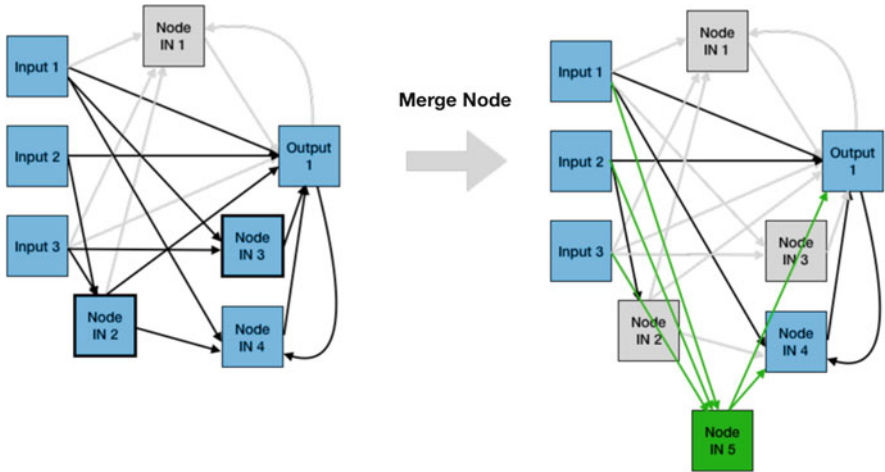 Node
IN 1
Input 1
Input 2
Output
1
Input 3
Node
IN 3
Node
IN 2
Node
IN 4
Merge Node
Node
IN 1
Input 1
Input 2
Output
1
Input 3
Node
IN 3
Node
IN 2
Node
IN 4
Node
IN 5